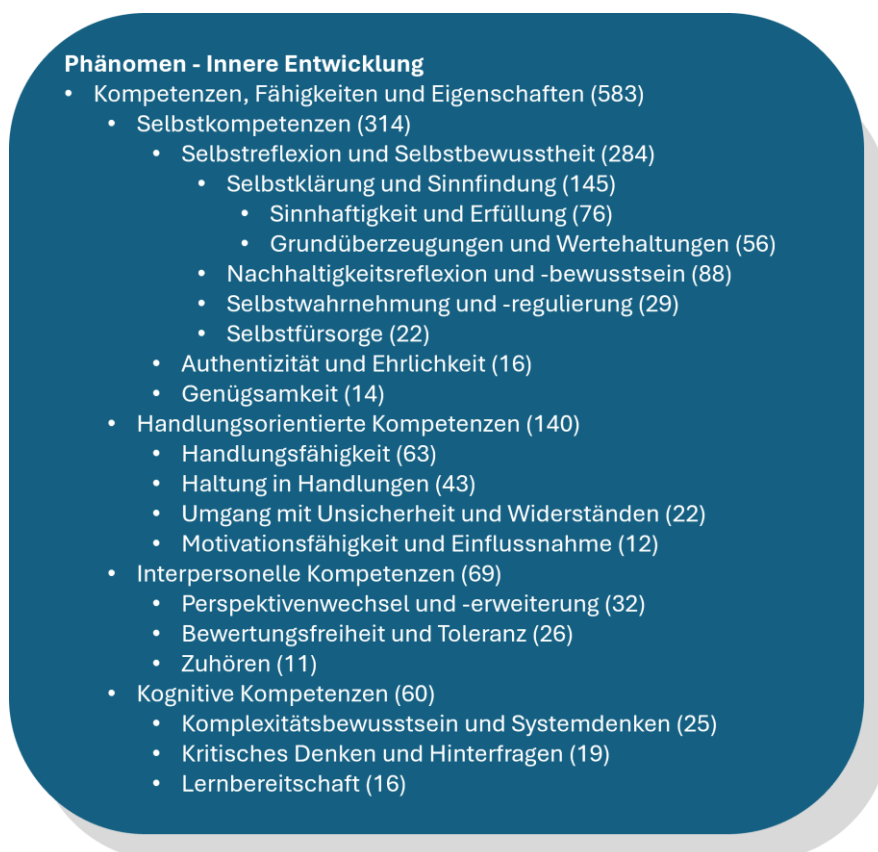 Phänomen - Innere Entwicklung
• Kompetenzen, Fähigkeiten und Eigenschaften (583)
• Selbstkompetenzen (314)
• Selbstreflexion und Selbstbewusstheit (284)
• Selbstklärung und Sinnfindung (145)
• Sinnhaftigkeit und Erfüllung (76)
• Grundüberzeugungen und Wertehaltungen (56)
• Nachhaltigkeitsreflexion und -bewusstsein (88)
• Selbstwahrnehmung und -regulierung (29)
• Selbstfürsorge (22)
• Authentizität und Ehrlichkeit (16)
• Genügsamkeit (14)
• Handlungsorientierte Kompetenzen (140)
• Handlungsfähigkeit (63)
• Haltung in Handlungen (43)
• Umgang mit Unsicherheit und Widerständen (22)
• Motivationsfähigkeit und Einflussnahme (12)
• Interpersonelle Kompetenzen (69)
• Perspektivenwechsel und -erweiterung (32)
• Bewertungsfreiheit und Toleranz (26)
• Zuhören (11)
• Kognitive Kompetenzen (60)
• Komplexitätsbewusstsein und Systemdenken (25)
• Kritisches Denken und Hinterfragen (19)
• Lernbereitschaft (16)